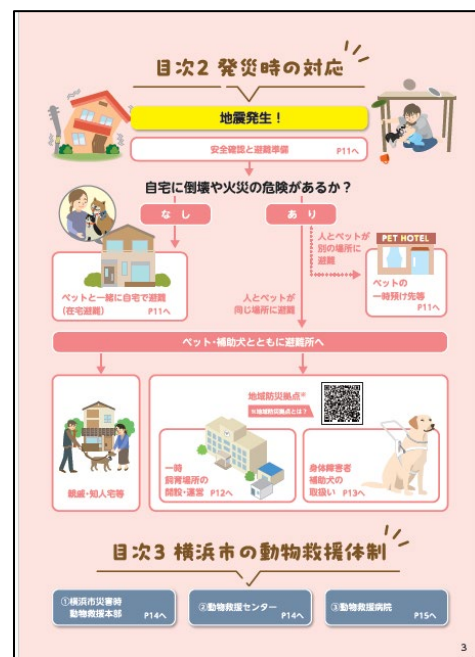 目次2 発災時の対応
地震発生！
安全確認と避難準備 P11へ
自宅に倒壊や火災の危険があるか？
なし
あり
人とペットが
別の場所に
避難
PET HOTEL
ペットの
一時預け先等
P11へ
ペットと一緒に自宅で避難
(在宅避難) P11へ
人とペットが
同じ場所に避難
ペット・補助犬とともに避難所へ
親戚・知人宅等
地域防災拠点※
※地域防災拠点とは？
一時
飼育場所の
開設・運営 P12へ
身体障害者
補助犬の
取扱い P13へ
目次3 横浜市の動物救援体制
①横浜市災害時
動物救援本部 P14へ
②動物救援センター
P14へ
③動物救援病院
P15へ
3